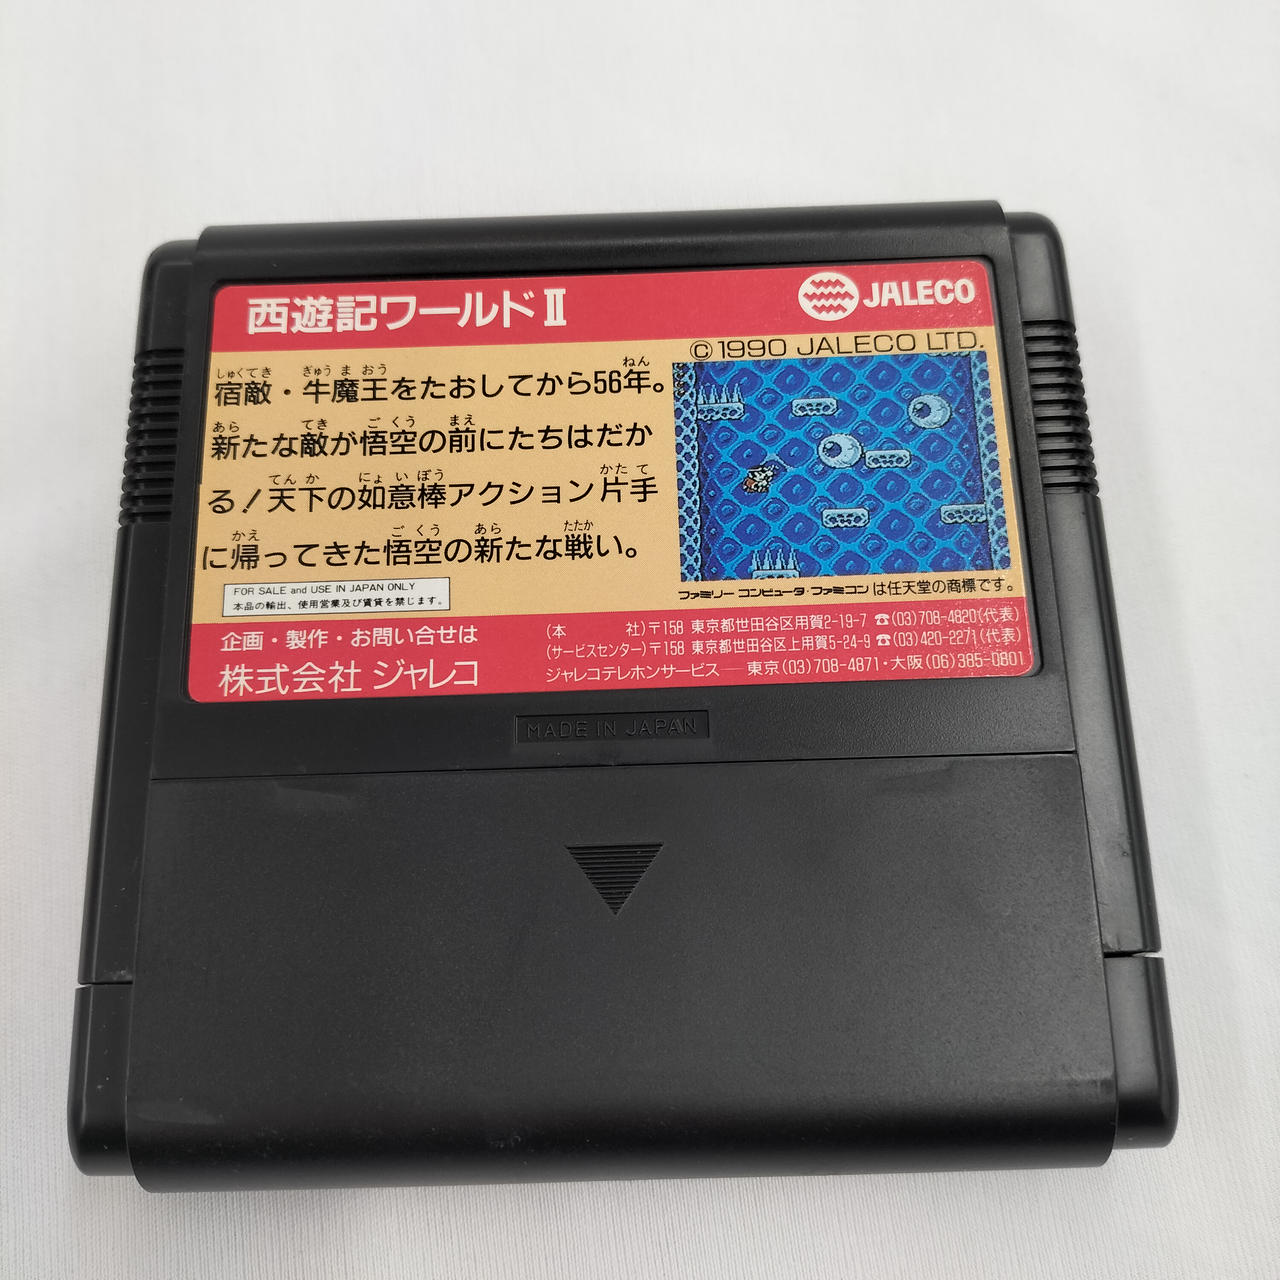 西遊記ワールドⅡ
JALECO
©1990 JALECO LTD.
しゅくてき ぎゅう ま おう ねん
宿敵・牛魔王をたおしてから56年。
あら てき ご くう まえ
新たな敵が悟空の前にたちはだか
てん か にょ い ぼう かた て
る!天下の如意棒アクション片手
かえ ご くう あら たたか
に帰ってきた悟空の新たな戦い。
FOR SALE and USE IN JAPAN ONLY
本品の輸出、使用営業及び賃貸を禁じます。
ファミリーコンピュータ・ファミコンは任天堂の商標です。
企画・製作・お問い合せは
株式会社 ジャレコ
(本 社)〒158 東京都世田谷区用賀2-19-7 ☎(03)708-4820(代表)
(サービスセンター)〒158 東京都世田谷区上用賀5-24-9 ☎(03)420-2271(代表)
ジャレコテレホンサービス──東京(03)708-4871・大阪(06)385-0801
MADE IN JAPAN